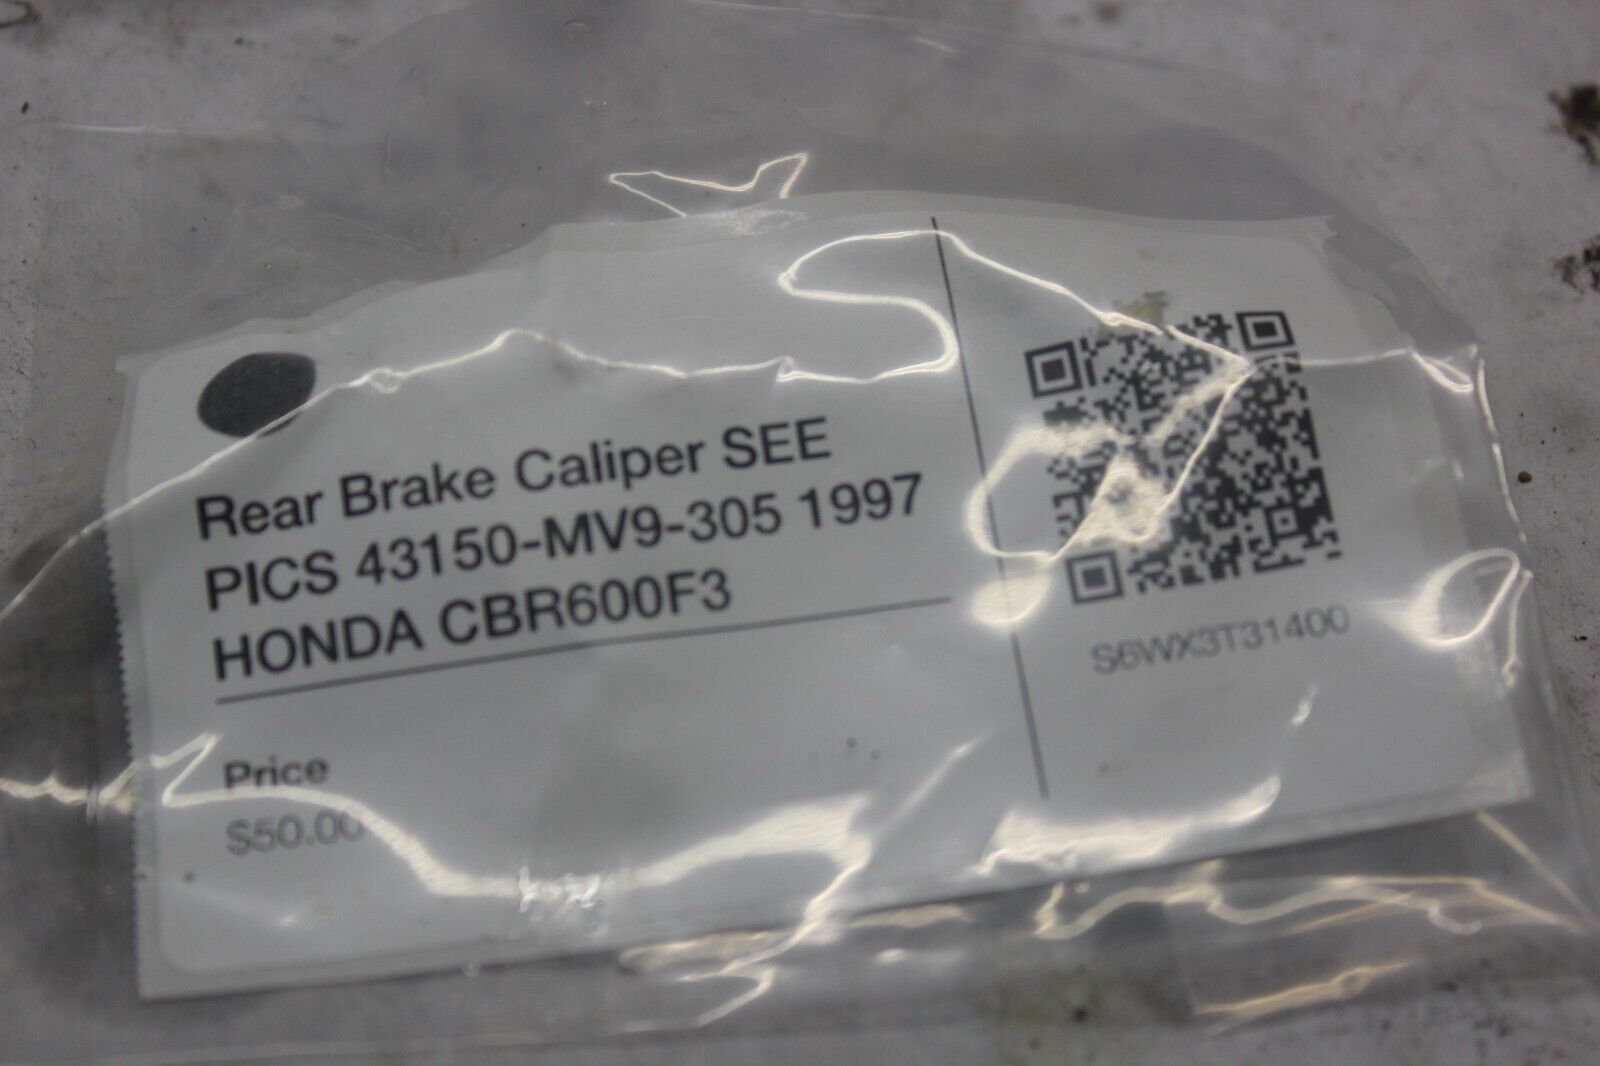 Rear Brake Caliper SEE
PICS 43150-MV9-305 1997
HONDA CBR600F3
Price
$50.00
S6WX3T31400